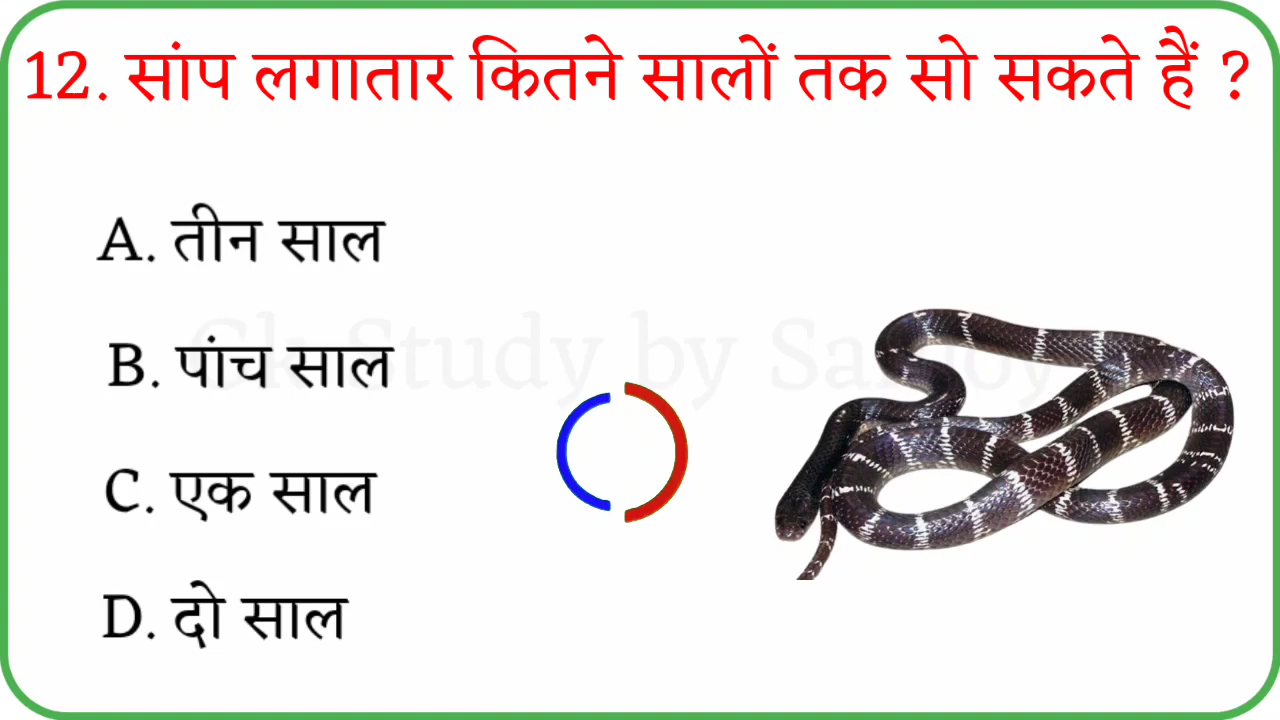 12. सांप लगातार कितने सालों तक सो सकते हैं ?
A. तीन साल
B. पांच साल
C. एक साल
D. दो साल